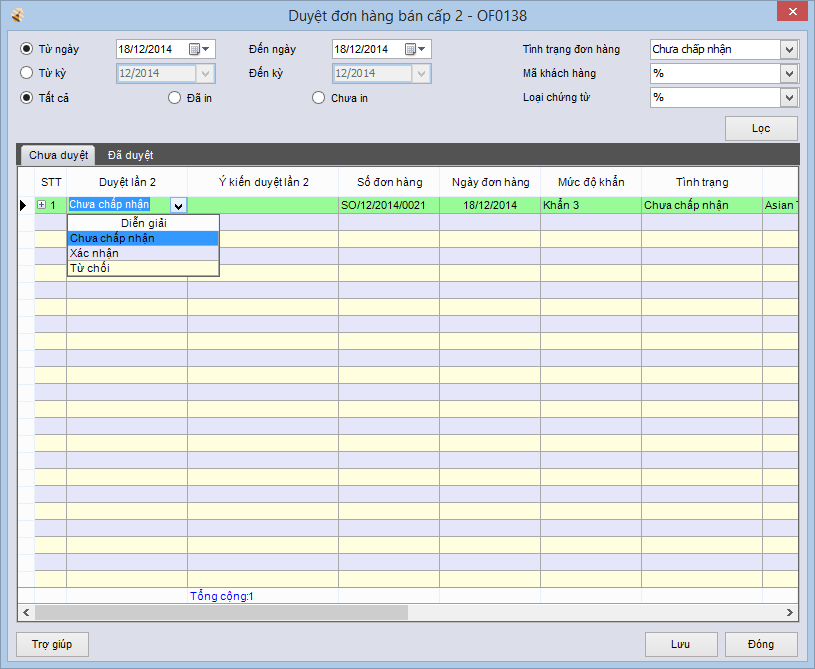 Duyệt đơn hàng bán cấp 2 - OF0138
Từ ngày 18/12/2014 Đến ngày 18/12/2014 Tình trạng đơn hàng Chưa chấp nhận
Từ kỳ 12/2014 Đến kỳ 12/2014 Mã khách hàng %
Tất cả Đã in Chưa in Loại chứng từ %
Lọc
Chưa duyệt Đã duyệt
STT Duyệt lần 2 Ý kiến duyệt lần 2 Số đơn hàng Ngày đơn hàng Mức độ khẩn Tình trạng
1 Chưa chấp nhận SO/12/2014/0021 18/12/2014 Khẩn 3 Chưa chấp nhận Asian
Diễn giải
Chưa chấp nhận
Xác nhận
Từ chối
Tổng cộng:1
Trợ giúp Lưu Đóng